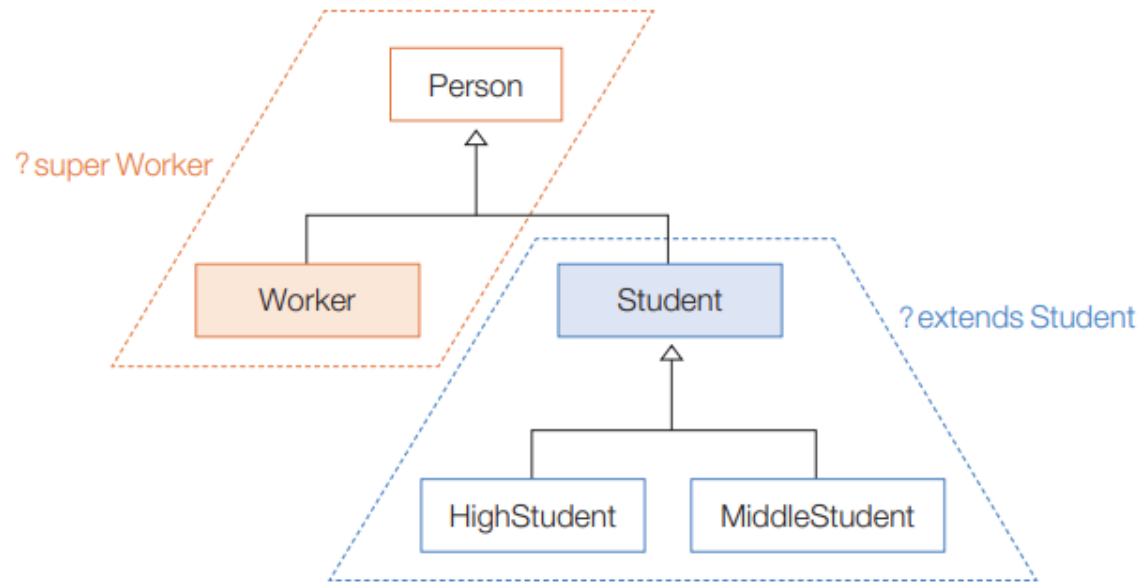 Person
? super Worker
Worker
Student
? extends Student
HighStudent
MiddleStudent